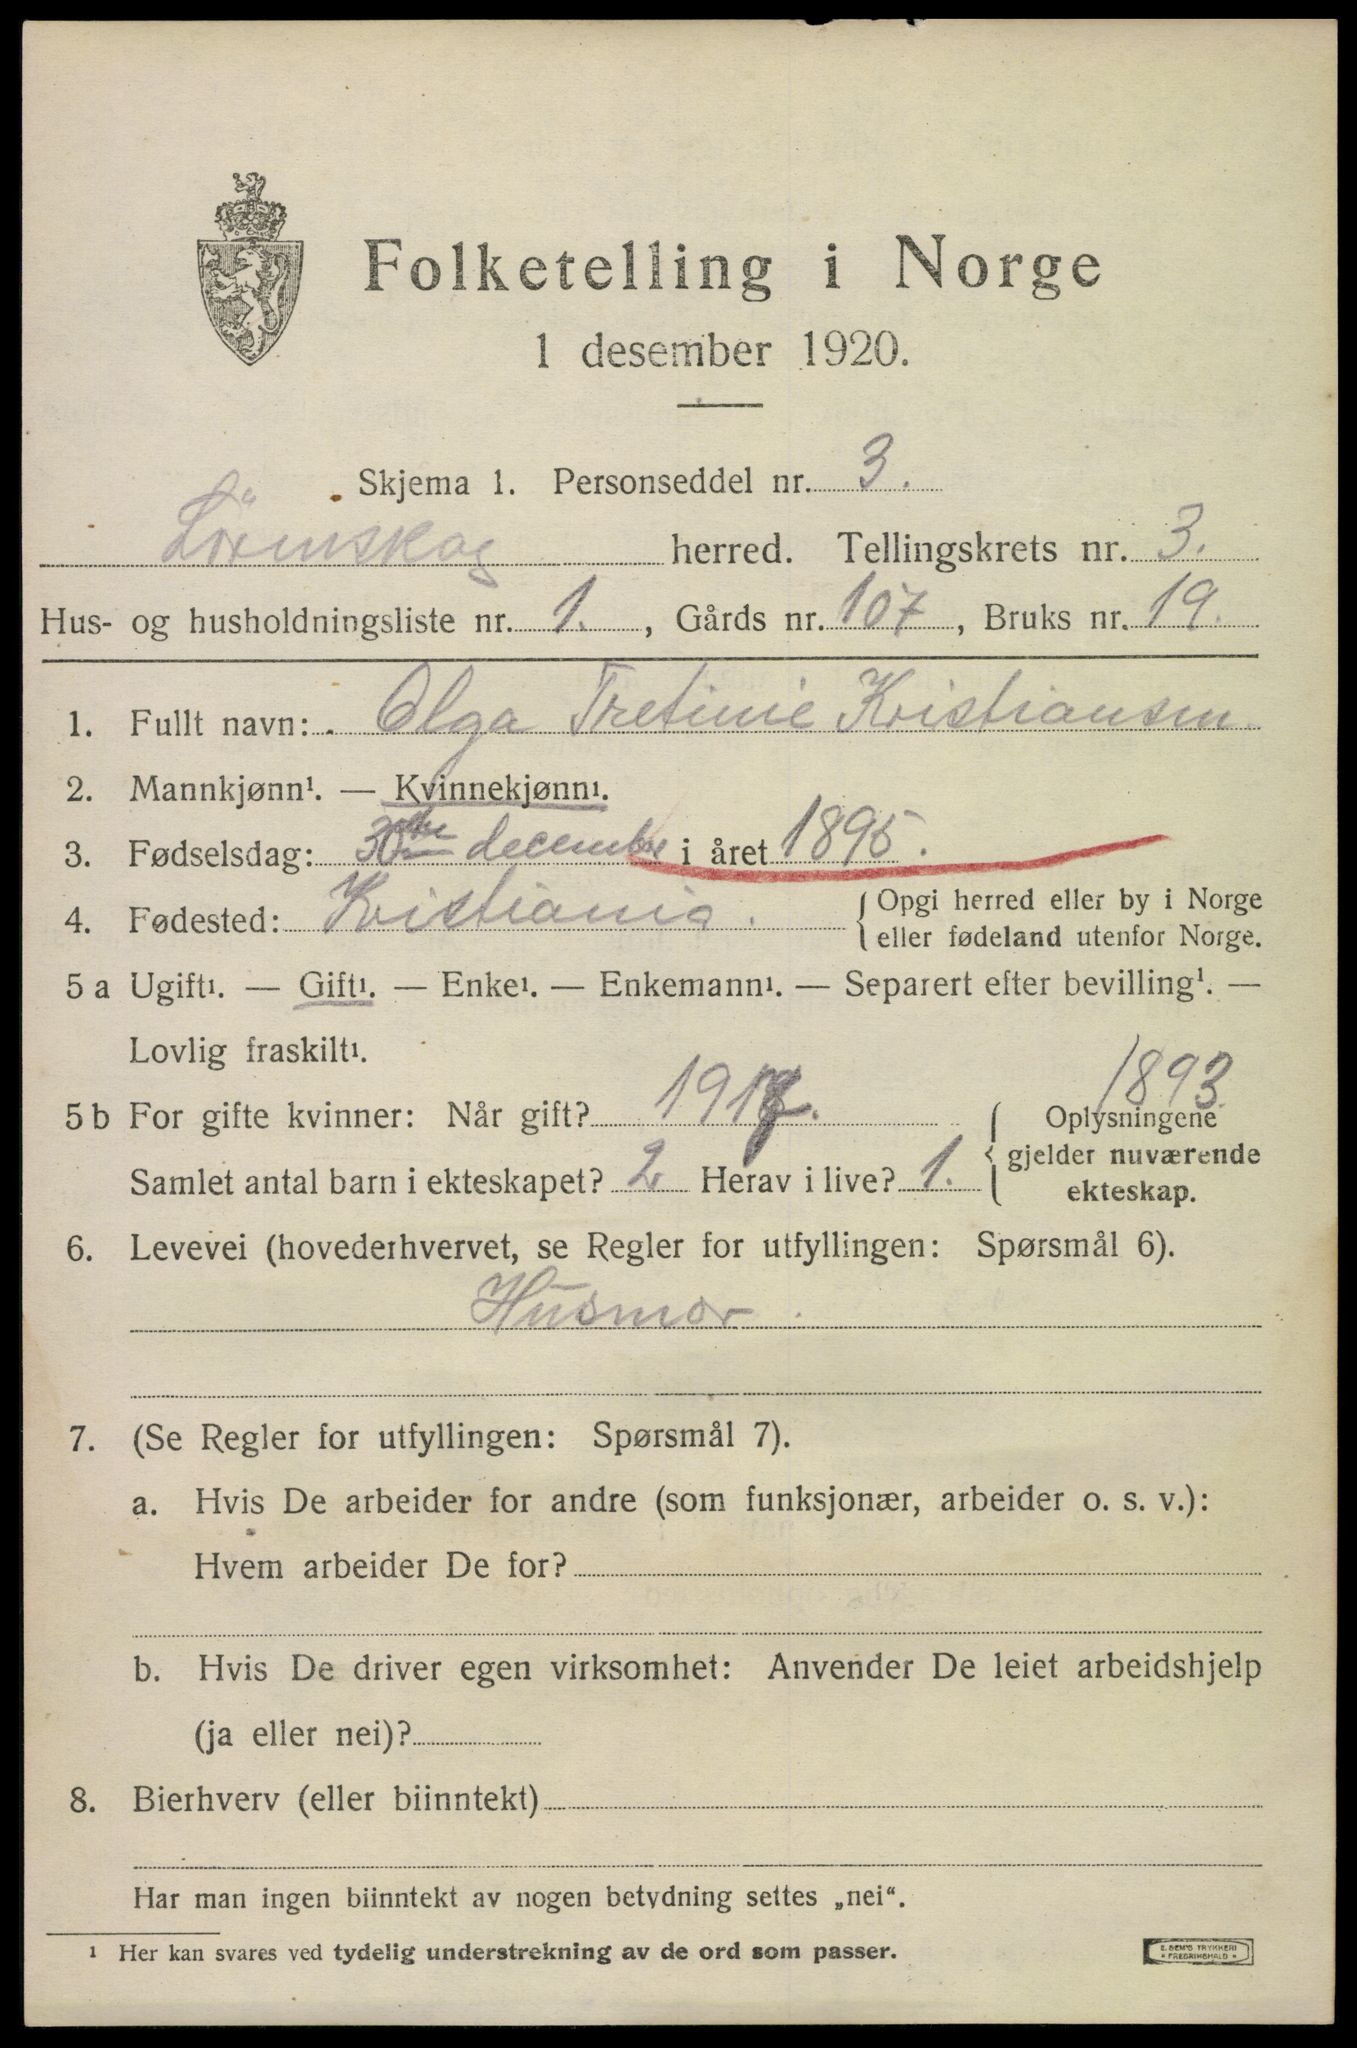 Folketelling i Norge
1 desember 1920.
Skjema 1. Personseddel nr. 3.
Lörenskog herred. Tellingskrets nr. 3.
Hus- og husholdningsliste nr. 1. , Gårds nr. 107 , Bruks nr. 19.
1. Fullt navn: Olga Kristiansen
2. Mannkjønn¹. — Kvinnekjønn¹.
3. Fødselsdag: 30 december i året 1895.
4. Fødested: Kristiania. Opgi herred eller by i Norge
eller fødeland utenfor Norge.
5 a Ugift¹. — Gift¹. — Enke¹. — Enkemann¹. — Separert efter bevilling¹. —
Lovlig fraskilt¹.
1893
5 b For gifte kvinner: Når gift? Oplysningene
gjelder nuværende
Samlet antal barn i ekteskapet? 2 Herav i live? 1. ekteskap.
6. Levevei (hovederhvervet, se Regler for utfyllingen: Spørsmål 6).
Husmor.
7. (Se Regler for utfyllingen: Spørsmål 7).
a. Hvis De arbeider for andre (som funksjonær, arbeider o. s. v.):
Hvem arbeider De for?
b. Hvis De driver egen virksomhet: Anvender De leiet arbeidshjelp
(ja eller nei)?
8. Bierhverv (eller biinntekt)
Har man ingen biinntekt av nogen betydning settes „nei“.
¹ Her kan svares ved tydelig understrekning av de ord som passer.
E. SEM'S TRYKKERI
* FREDRIKSHALD *